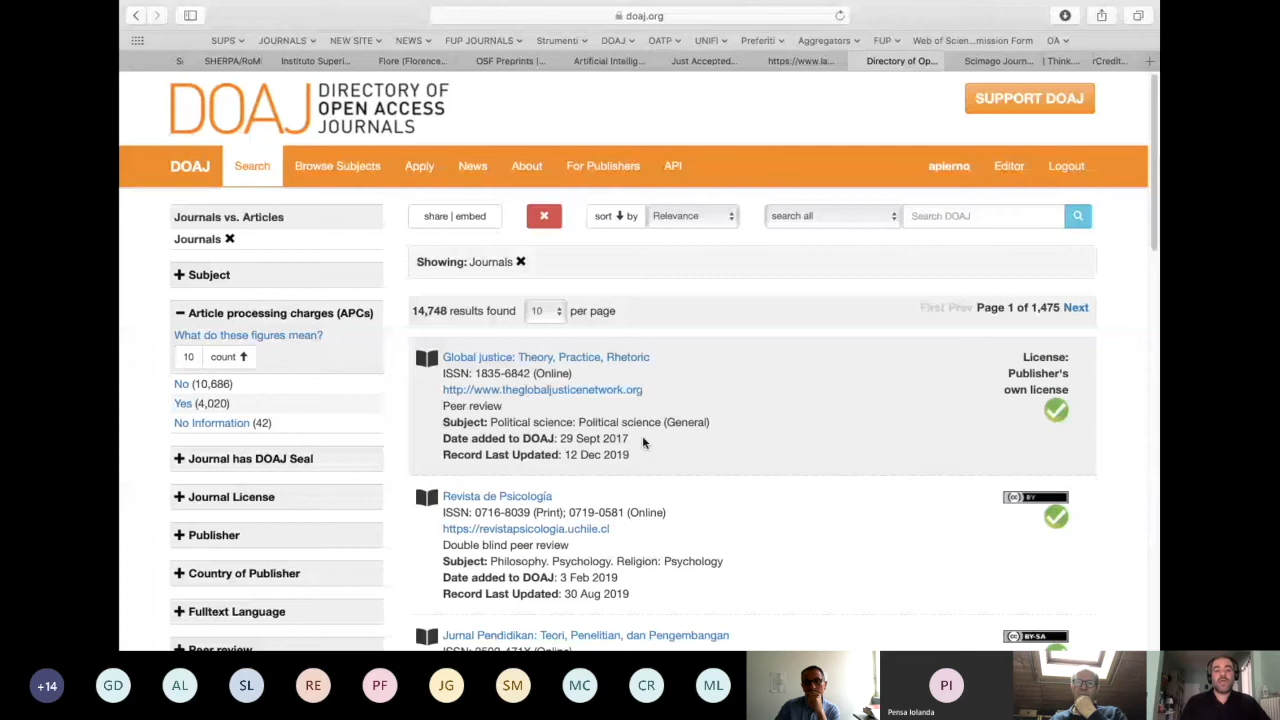 doaj.org
SUPS JOURNALS NEW SITE NEWS FUP JOURNALS Strumenti DOAJ OATP UNIFI Preferiti Aggregators FUP Web of Scien...mission Form OA
SHERPA/RoMI Instituto Superi... Flore (Florence... OSF Preprints |... Artificial Intellig... Just Accepted... https://www.la... Directory of Op... Scimago Journ... | Think.... rCredit...
DOAJ DIRECTORY OF
OPEN ACCESS
JOURNALS
SUPPORT DOAJ
DOAJ Search Browse Subjects Apply News About For Publishers API apierno Editor Logout
Journals vs. Articles
Journals ✖
+ Subject
− Article processing charges (APCs)
What do these figures mean?
10 count ↑
No (10,686)
Yes (4,020)
No Information (42)
+ Journal has DOAJ Seal
+ Journal License
+ Publisher
+ Country of Publisher
+ Fulltext Language
+ Peer review
share | embed ✖ sort ↓ by Relevance search all Search DOAJ
Showing: Journals ✖
14,748 results found 10 per page First Prev Page 1 of 1,475 Next
Global justice: Theory, Practice, Rhetoric
ISSN: 1835-6842 (Online)
http://www.theglobaljusticenetwork.org
Peer review
Subject: Political science: Political science (General)
Date added to DOAJ: 29 Sept 2017
Record Last Updated: 12 Dec 2019
License:
Publisher's
own license
Revista de Psicología
ISSN: 0716-8039 (Print); 0719-0581 (Online)
https://revistapsicologia.uchile.cl
Double blind peer review
Subject: Philosophy. Psychology. Religion: Psychology
Date added to DOAJ: 3 Feb 2019
Record Last Updated: 30 Aug 2019
(cc) BY
Jurnal Pendidikan: Teori, Penelitian, dan Pengembangan
(cc) BY-SA
+14 GD AL SL RE PF JG SM MC CR ML PI
Pensa Iolanda